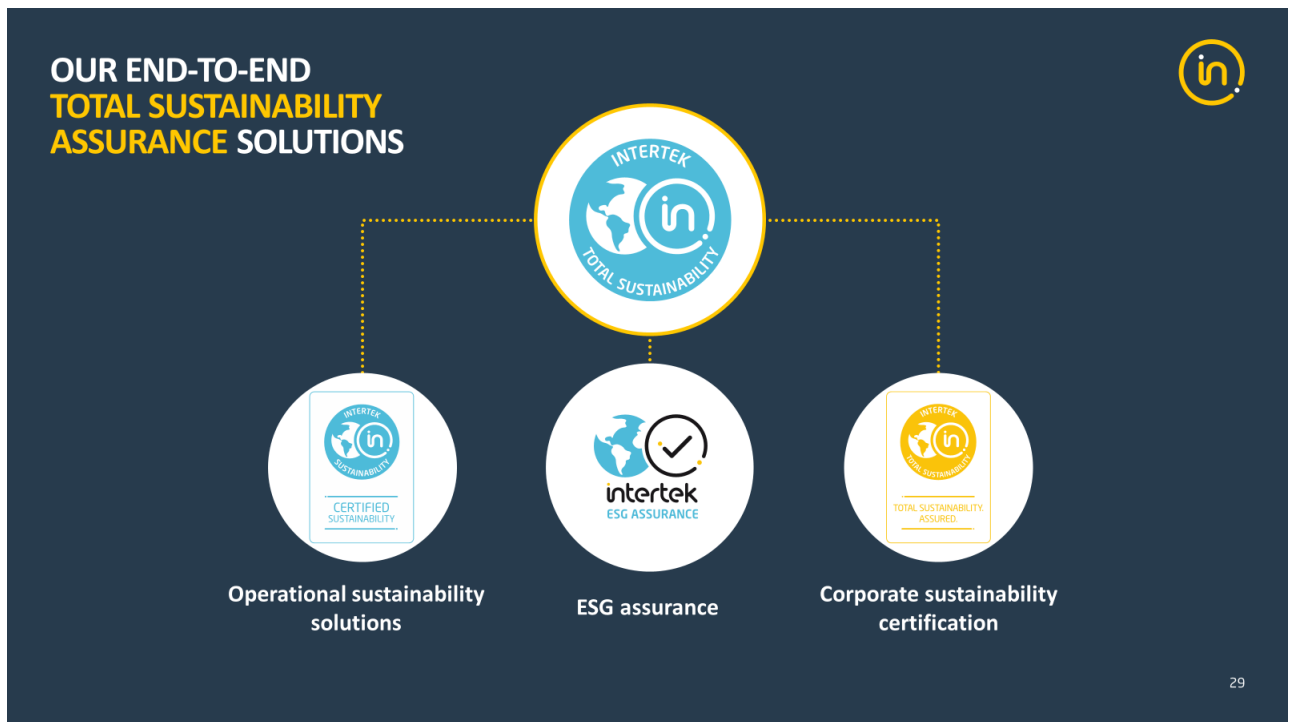 OUR END-TO-END
TOTAL SUSTAINABILITY
ASSURANCE SOLUTIONS
in
INTERTEK
in
TOTAL SUSTAINABILITY
INTERTEK
in
SUSTAINABILITY
CERTIFIED
SUSTAINABILITY
Operational sustainability
solutions
intertek
ESG ASSURANCE
ESG assurance
INTERTEK
in
TOTAL SUSTAINABILITY
TOTAL SUSTAINABILITY.
ASSURED.
Corporate sustainability
certification
29